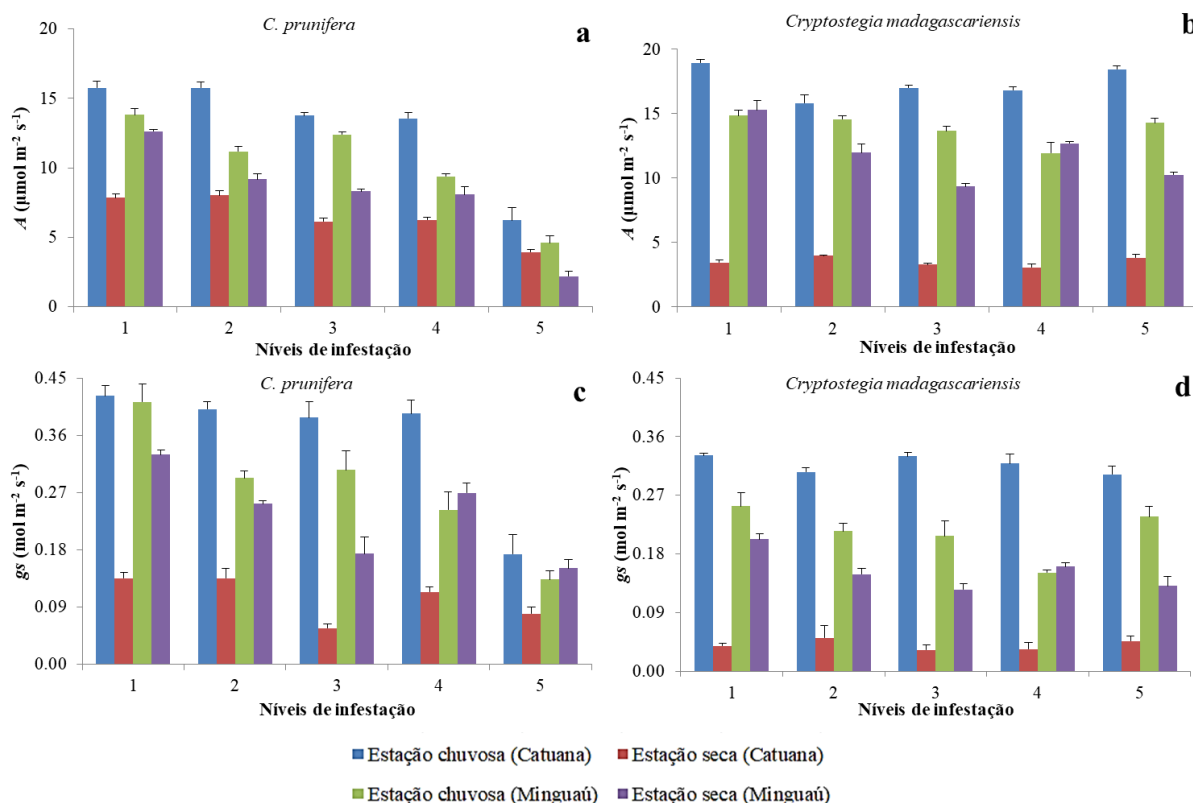 C. prunifera
a
20
15
10
5
0
A (µmol m⁻² s⁻¹)
1 2 3 4 5
Níveis de infestação
Cryptostegia madagascariensis
b
20
15
10
5
0
A (µmol m⁻² s⁻¹)
1 2 3 4 5
Níveis de infestação
C. prunifera
c
0.45
0.36
0.27
0.18
0.09
0.00
gs (mol m⁻² s⁻¹)
1 2 3 4 5
Níveis de infestação
Cryptostegia madagascariensis
d
0.45
0.36
0.27
0.18
0.09
0.00
gs (mol m⁻² s⁻¹)
1 2 3 4 5
Níveis de infestação
Estação chuvosa (Catuana) Estação seca (Catuana)
Estação chuvosa (Minguaú) Estação seca (Minguaú)